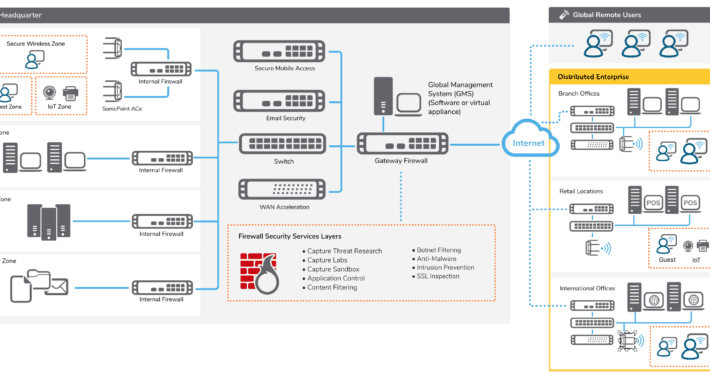 Headquarter
Secure Wireless Zone
est Zone
IoT Zone
SonicPoint ACe
Internal Firewall
one
Internal Firewall
Zone
Internal Firewall
r Zone
Internal Firewall
Secure Mobile Access
Email Security
Switch
WAN Acceleration
Global Management
System (GMS)
(Software or virtual
appliance)
Gateway Firewall
Firewall Security Services Layers
• Capture Threat Research
• Capture Labs
• Capture Sandbox
• Application Control
• Content Filtering
• Botnet Filtering
• Anti-Malware
• Intrusion Prevention
• SSL Inspection
Internet
Global Remote Users
Distributed Enterprise
Branch Offices
Retail Locations
POS
POS
Guest
IoT
International Offices